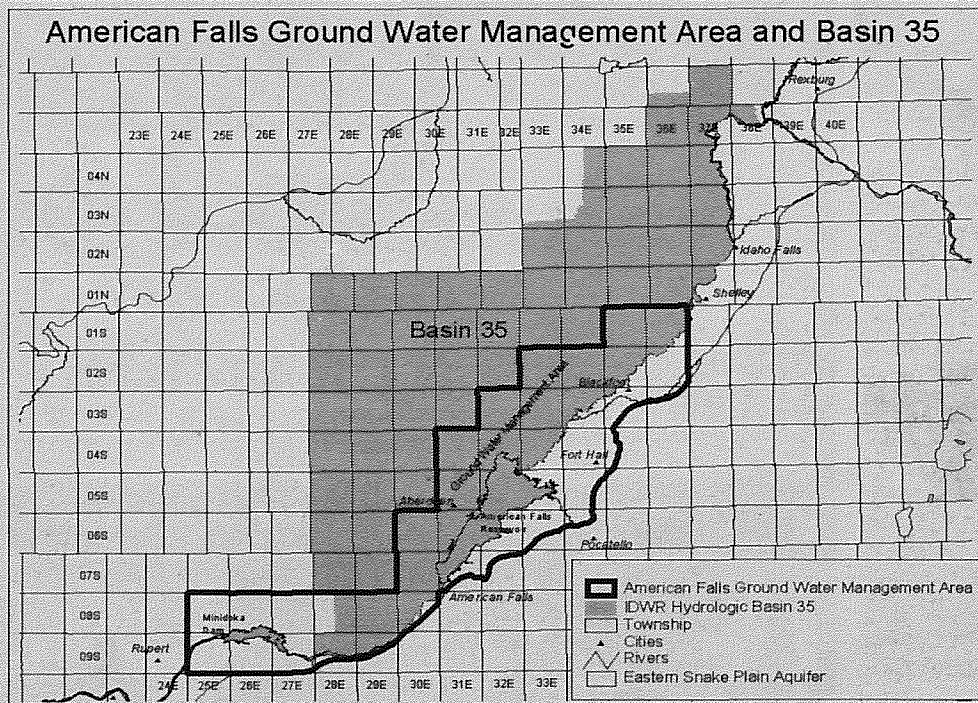 American Falls Ground Water Management Area and Basin 35
Rexburg
23E 24E 25E 26E 27E 28E 29E 30E 31E 32E 33E 34E 35E 36E 37E 38E 39E 40E
04N
03N
02N
Idaho Falls
01N
Shelley
01S
Basin 35
02S
Blackfoot
Ground Water Management Area
03S
04S
Fort Hall
05S
Aberdeen
American Falls
Reservoir
06S
Pocatello
07S
American Falls
08S
Minidoka
Dam
Rupert
09S
24E 25E 26E 27E 28E 29E 30E 31E 32E 33E
American Falls Ground Water Management Area
IDWR Hydrologic Basin 35
Township
Cities
Rivers
Eastern Snake Plain Aquifer